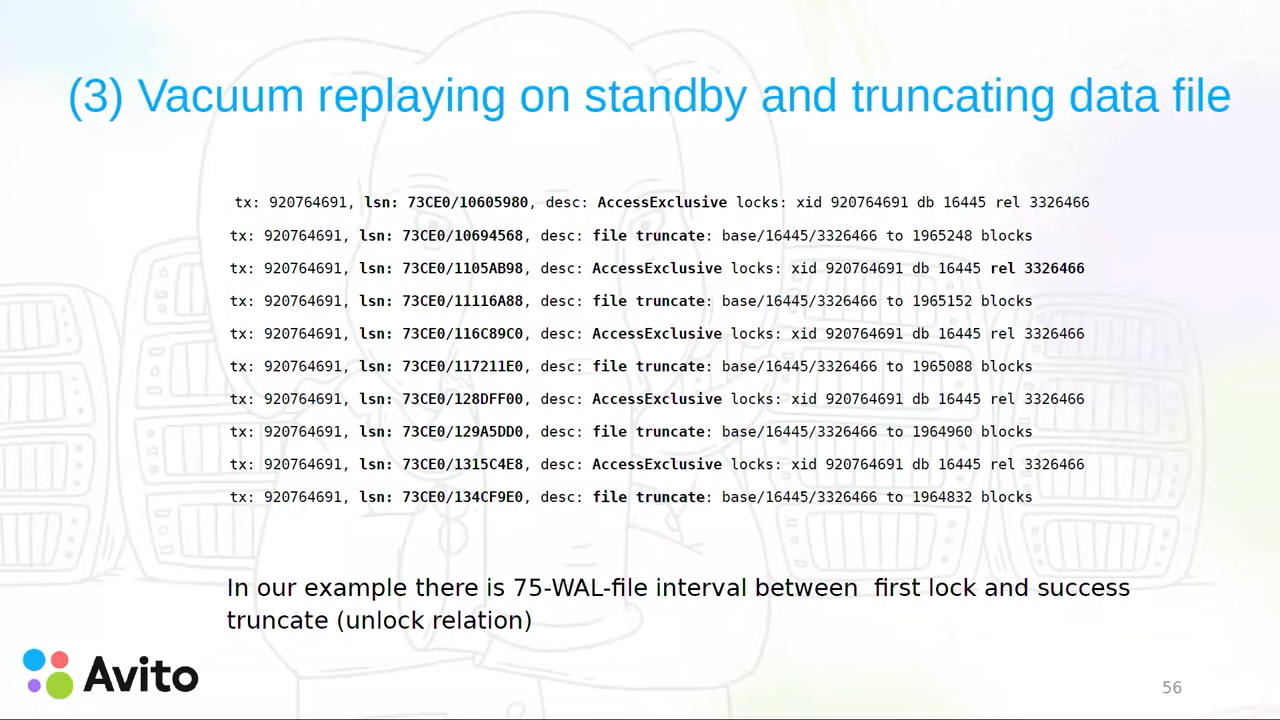 (3) Vacuum replaying on standby and truncating data file
tx: 920764691, lsn: 73CE0/10605980, desc: AccessExclusive locks: xid 920764691 db 16445 rel 3326466
tx: 920764691, lsn: 73CE0/10694568, desc: file truncate: base/16445/3326466 to 1965248 blocks
tx: 920764691, lsn: 73CE0/1105AB98, desc: AccessExclusive locks: xid 920764691 db 16445 rel 3326466
tx: 920764691, lsn: 73CE0/11116A88, desc: file truncate: base/16445/3326466 to 1965152 blocks
tx: 920764691, lsn: 73CE0/116C89C0, desc: AccessExclusive locks: xid 920764691 db 16445 rel 3326466
tx: 920764691, lsn: 73CE0/117211E0, desc: file truncate: base/16445/3326466 to 1965088 blocks
tx: 920764691, lsn: 73CE0/128DFF00, desc: AccessExclusive locks: xid 920764691 db 16445 rel 3326466
tx: 920764691, lsn: 73CE0/129A5DD0, desc: file truncate: base/16445/3326466 to 1964960 blocks
tx: 920764691, lsn: 73CE0/1315C4E8, desc: AccessExclusive locks: xid 920764691 db 16445 rel 3326466
tx: 920764691, lsn: 73CE0/134CF9E0, desc: file truncate: base/16445/3326466 to 1964832 blocks
In our example there is 75-WAL-file interval between  first lock and success
truncate (unlock relation)
Avito
56